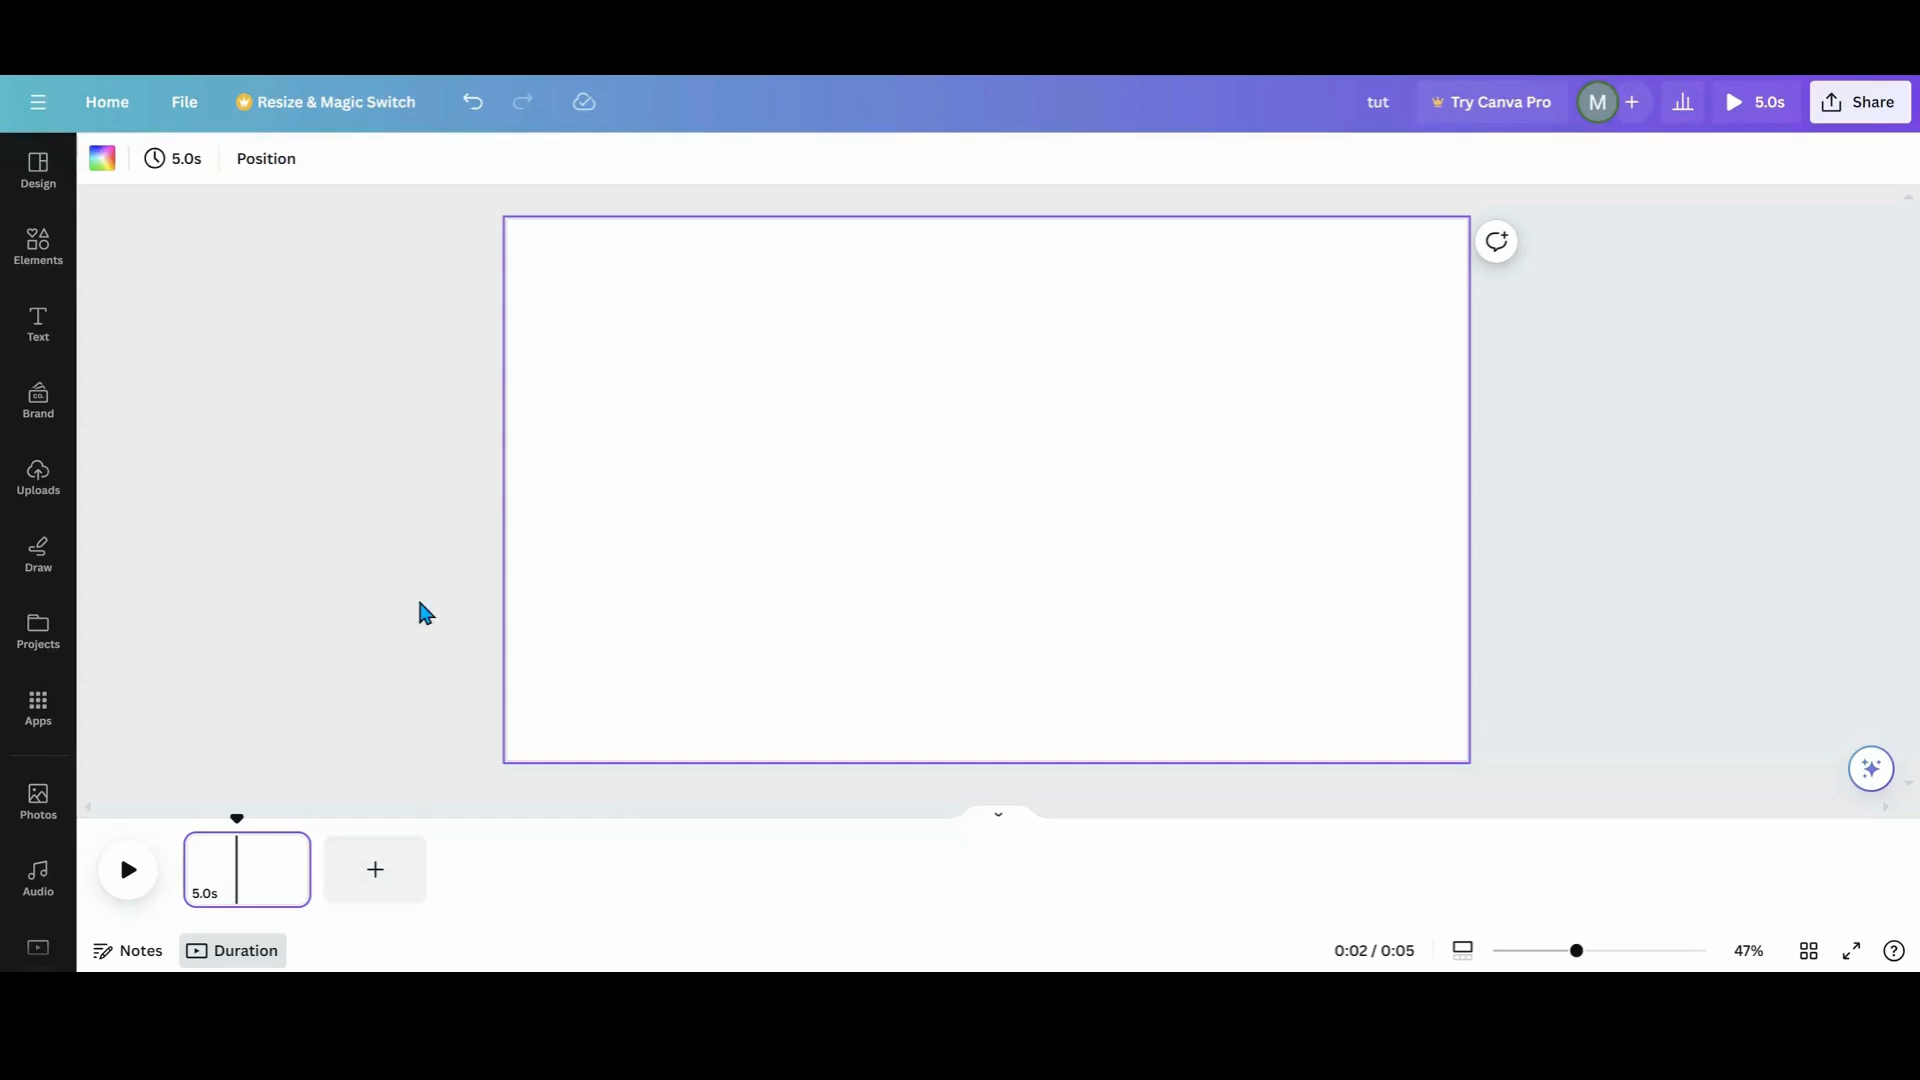 Home File Resize & Magic Switch tut Try Canva Pro M + 5.0s Share
5.0s Position
Design
Elements
Text
CO.
Brand
Uploads
Draw
Projects
Apps
Photos
Audio
5.0s +
Notes Duration 0:02 / 0:05 47% ?